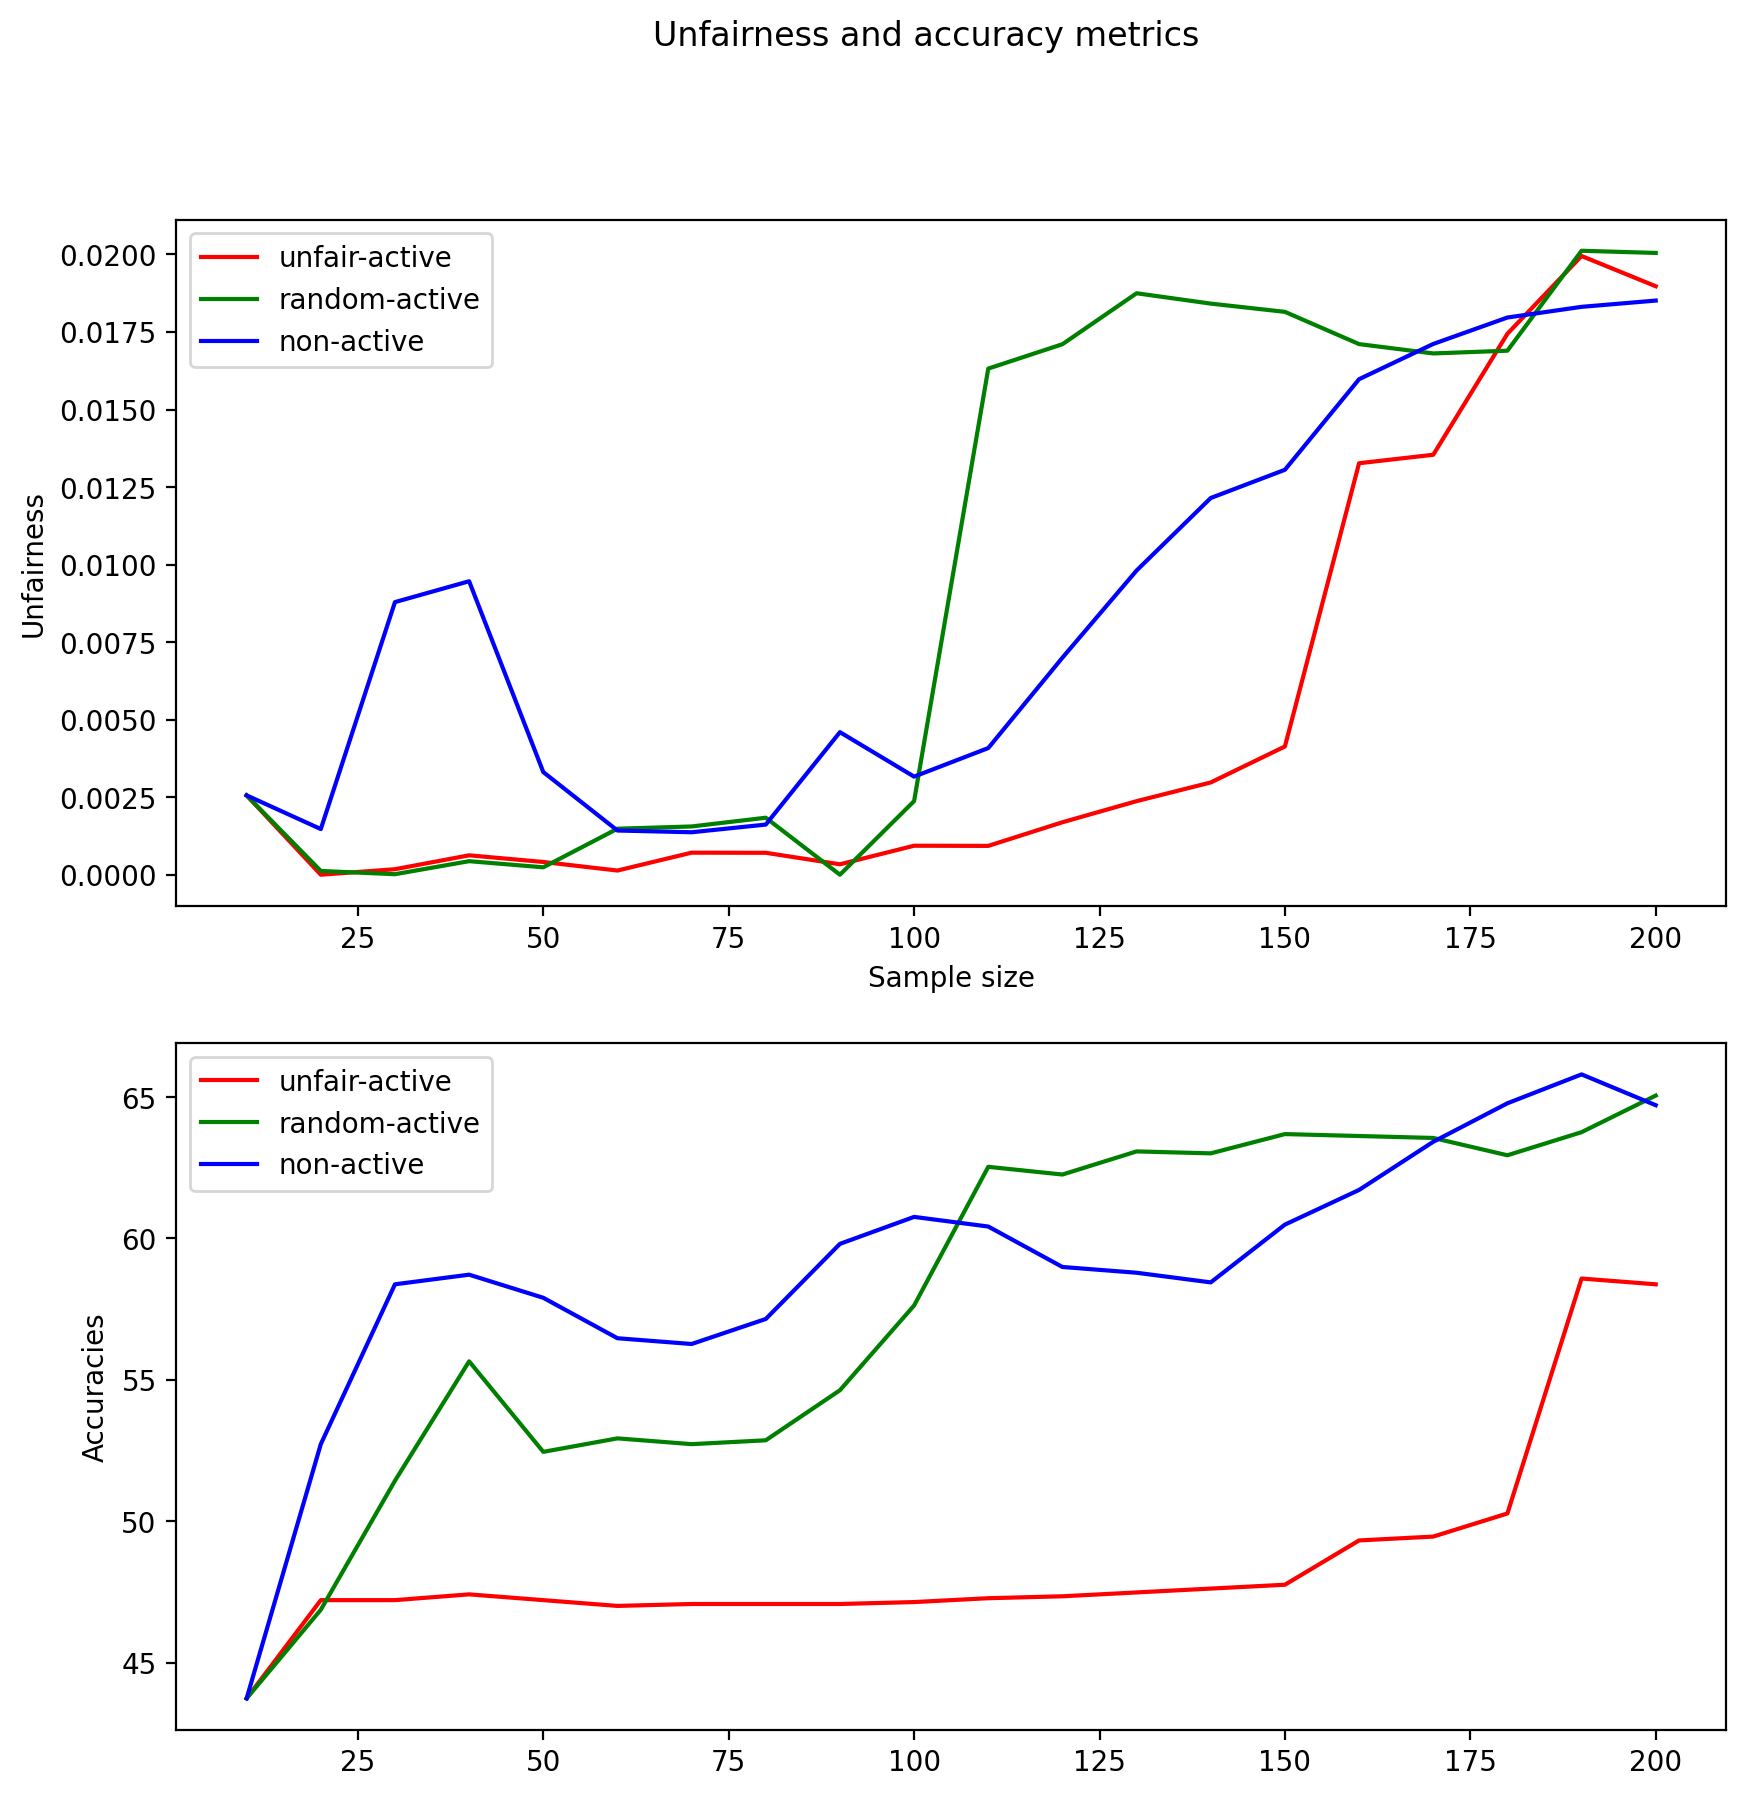 Unfairness and accuracy metrics
0.0200
0.0175
0.0150
0.0125
0.0100
0.0075
0.0050
0.0025
0.0000
Unfairness
unfair-active
random-active
non-active
25 50 75 100 125 150 175 200
Sample size
65
60
55
50
45
Accuracies
unfair-active
random-active
non-active
25 50 75 100 125 150 175 200